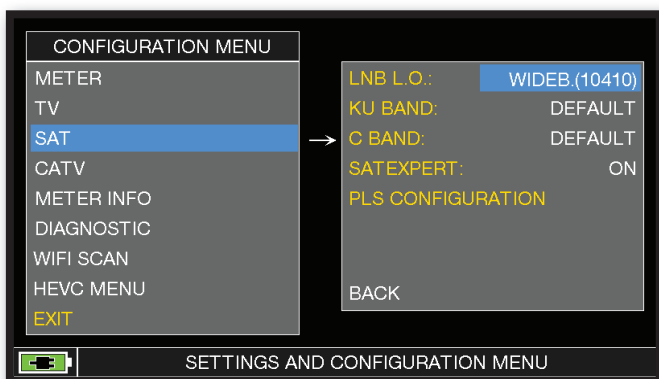 CONFIGURATION MENU
METER
TV
SAT
CATV
METER INFO
DIAGNOSTIC
WIFI SCAN
HEVC MENU
EXIT
→
LNB L.O.: WIDEB.(10410)
KU BAND: DEFAULT
C BAND: DEFAULT
SATEXPERT: ON
PLS CONFIGURATION
BACK
SETTINGS AND CONFIGURATION MENU